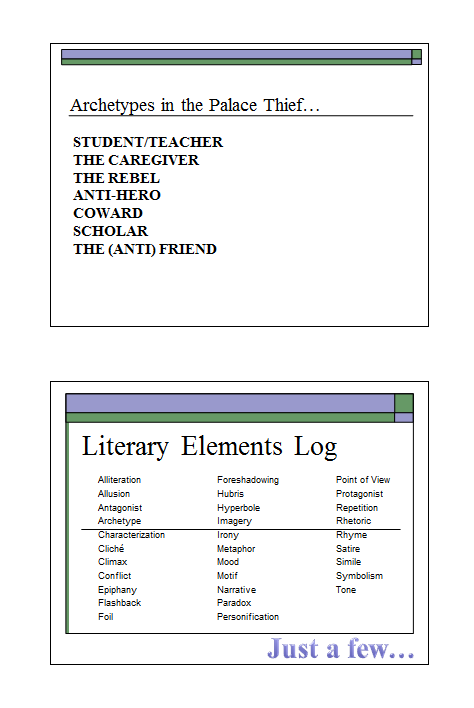 Archetypes in the Palace Thief…
STUDENT/TEACHER
THE CAREGIVER
THE REBEL
ANTI-HERO
COWARD
SCHOLAR
THE (ANTI) FRIEND
Literary Elements Log
Alliteration
Allusion
Antagonist
Archetype
Characterization
Cliché
Climax
Conflict
Epiphany
Flashback
Foil
Foreshadowing
Hubris
Hyperbole
Imagery
Irony
Metaphor
Mood
Motif
Narrative
Paradox
Personification
Point of View
Protagonist
Repetition
Rhetoric
Rhyme
Satire
Simile
Symbolism
Tone
Just a few…